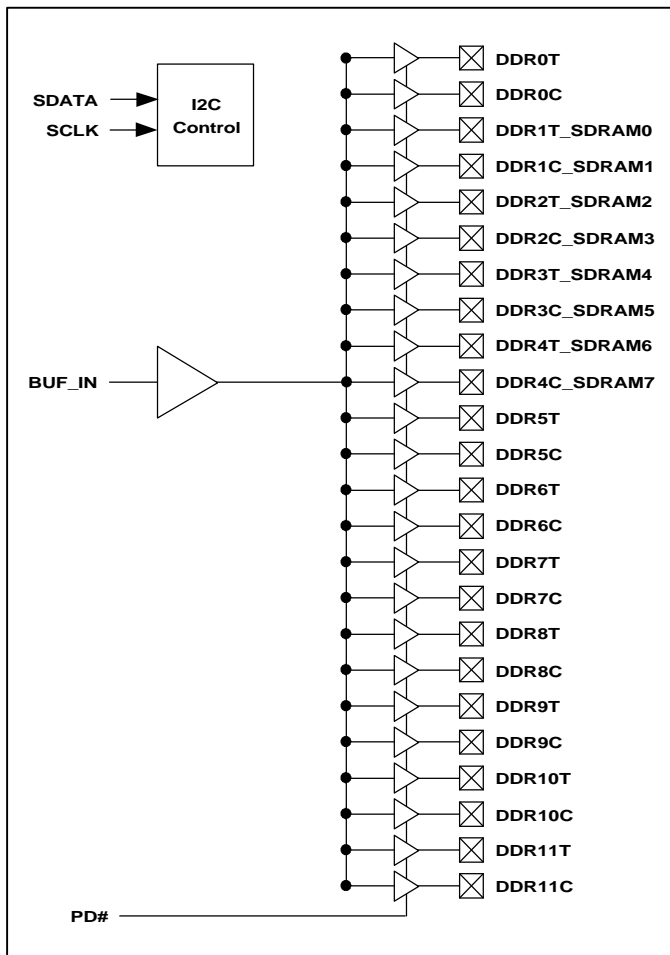 SDATA
SCLK
I2C
Control
BUF_IN
PD#
DDR0T
DDR0C
DDR1T_SDRAM0
DDR1C_SDRAM1
DDR2T_SDRAM2
DDR2C_SDRAM3
DDR3T_SDRAM4
DDR3C_SDRAM5
DDR4T_SDRAM6
DDR4C_SDRAM7
DDR5T
DDR5C
DDR6T
DDR6C
DDR7T
DDR7C
DDR8T
DDR8C
DDR9T
DDR9C
DDR10T
DDR10C
DDR11T
DDR11C